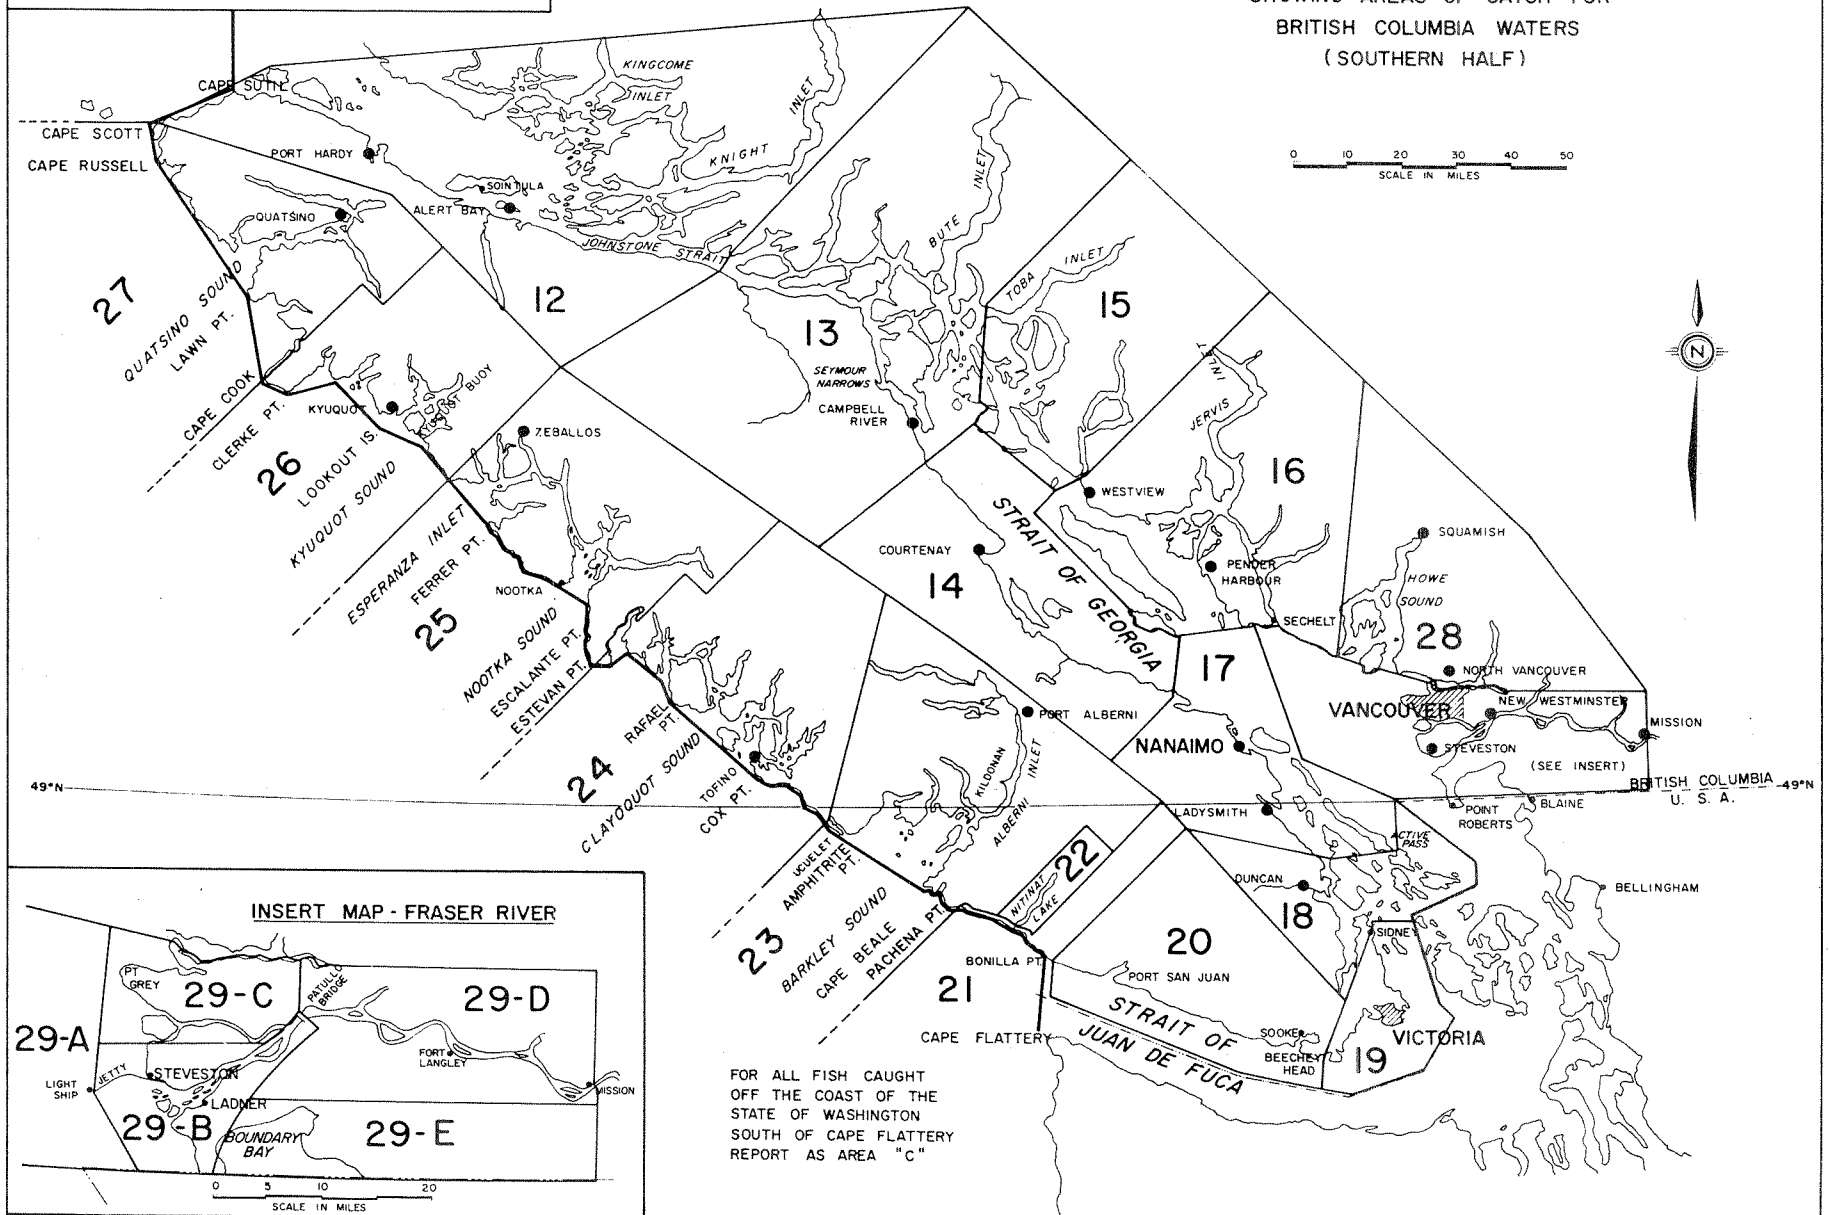 SHOWING AREAS OF CATCH FOR
BRITISH COLUMBIA WATERS
(SOUTHERN HALF)
0 10 20 30 40 50
SCALE IN MILES
N
CAPE SUTIL
CAPE SCOTT
CAPE RUSSELL
KINGCOME
INLET
KNIGHT
INLET
PORT HARDY
SOINTULA
ALERT BAY
QUATSINO
JOHNSTONE STRAIT
BUTE
INLET
TOBA INLET
27
QUATSINO SOUND
LAWN PT.
12
13
15
SEYMOUR
NARROWS
CAMPBELL
RIVER
CAPE COOK
CLERKE PT.
KYUQUOT
KYUQUOT BUOY
26
LOOKOUT IS.
KYUQUOT SOUND
ZEBALLOS
JERVIS
INLET
16
WESTVIEW
ESPERANZA INLET
FERRER PT.
25
NOOTKA
NOOTKA SOUND
ESCALANTE PT.
ESTEVAN PT.
COURTENAY
14
STRAIT OF GEORGIA
PENDER
HARBOUR
SECHELT
SQUAMISH
HOWE
SOUND
28
NORTH VANCOUVER
VANCOUVER
NEW WESTMINSTER
MISSION
STEVESTON
(SEE INSERT)
17
NANAIMO
RAFAEL
PT.
24
CLAYOQUOT SOUND
TOFINO
COX PT.
PORT ALBERNI
KILDONAN
ALBERNI
INLET
49°N
BRITISH COLUMBIA
U. S. A.
49°N
LADYSMITH
ACTIVE
PASS
POINT
ROBERTS
BLAINE
UCUELET
AMPHITRITE
PT.
23
BARKLEY SOUND
CAPE BEALE
PACHENA PT.
NITINAT
LAKE
22
DUNCAN
18
BELLINGHAM
20
SIDNEY
BONILLA PT.
PORT SAN JUAN
21
CAPE FLATTERY
STRAIT OF
JUAN DE FUCA
SOOKE
BEECHEY
HEAD
19
VICTORIA
FOR ALL FISH CAUGHT
OFF THE COAST OF THE
STATE OF WASHINGTON
SOUTH OF CAPE FLATTERY
REPORT AS AREA "C"
INSERT MAP - FRASER RIVER
PT
GREY
29-C
PATULLO
BRIDGE
29-D
29-A
FORT
LANGLEY
LIGHT
SHIP
JETTY
STEVESTON
MISSION
LADNER
29-B
BOUNDARY
BAY
29-E
0 5 10 20
SCALE IN MILES